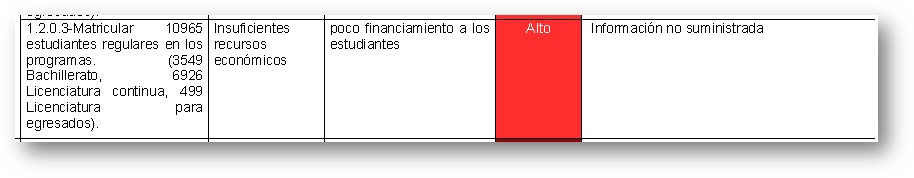 egresados).
1.2.0.3-Matricular 10965
estudiantes regulares en los
programas. (3549
Bachillerato, 6926
Licenciatura continua, 499
Licenciatura para
egresados).
Insuficientes
recursos
económicos
poco financiamiento a los
estudiantes
Alto
Información no suministrada